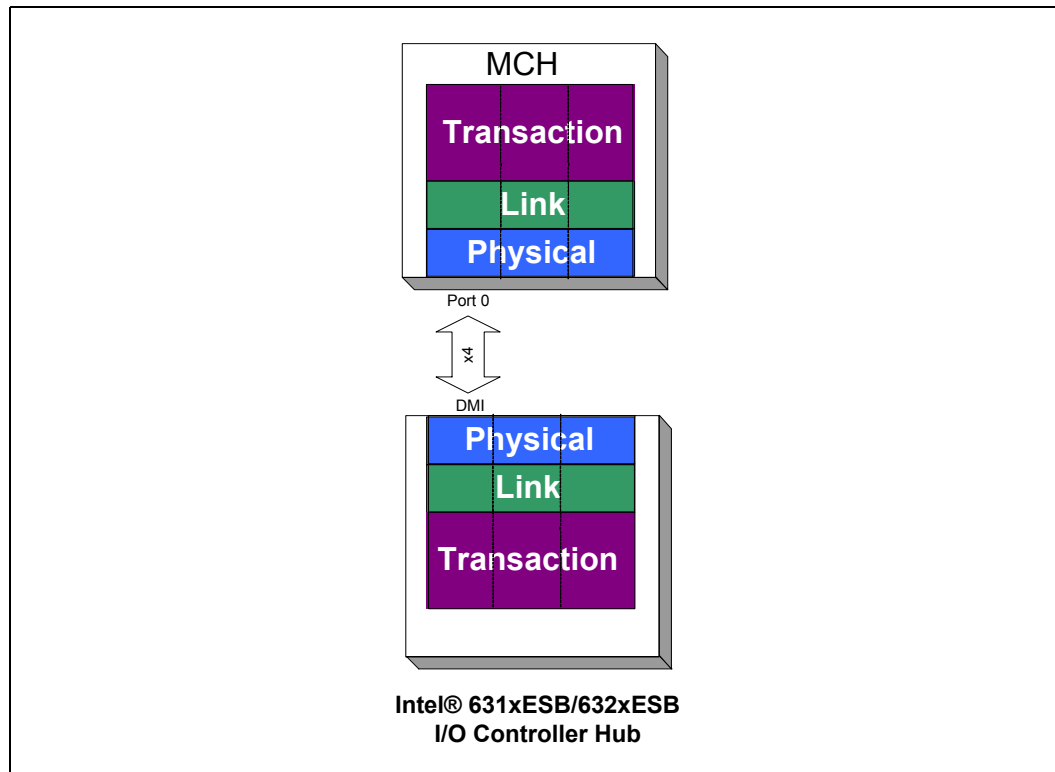 MCH
Transaction
Link
Physical
Port 0
x4
DMI
Physical
Link
Transaction
Intel® 631xESB/632xESB
I/O Controller Hub